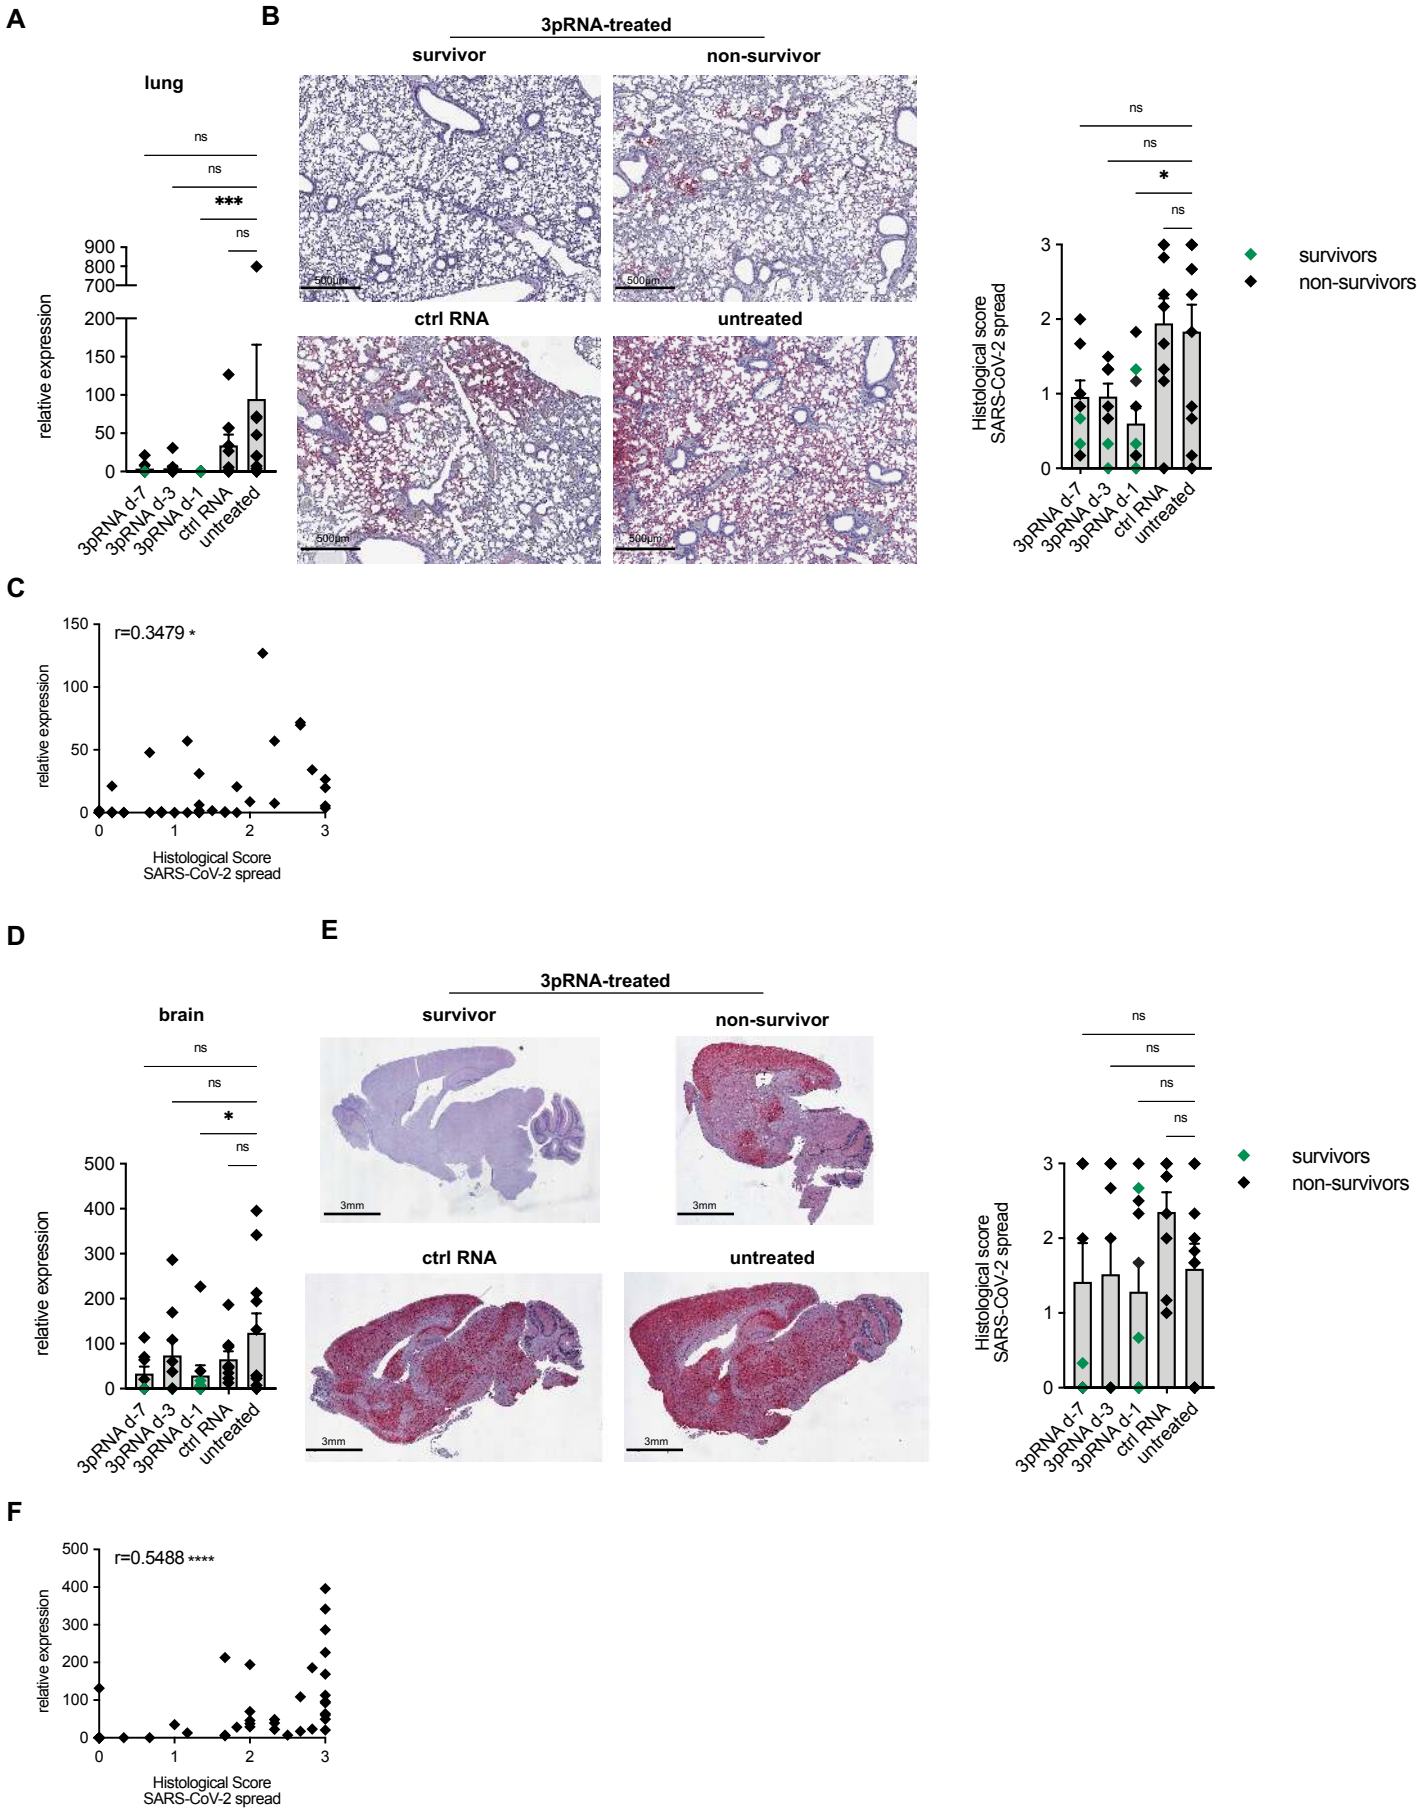 A
B
3pRNA-treated
survivor
non-survivor
lung
ns
ns
***
ns
900
800
700
200
150
100
50
0
relative expression
3pRNA d-7
3pRNA d-3
3pRNA d-1
ctrl RNA
untreated
500µm
500µm
ctrl RNA
untreated
500µm
500µm
ns
ns
*
ns
3
2
1
0
Histological score
SARS-CoV-2 spread
3pRNA d-7
3pRNA d-3
3pRNA d-1
ctrl RNA
untreated
survivors
non-survivors
C
r=0.3479 *
150
100
50
0
relative expression
0
1
2
3
Histological Score
SARS-CoV-2 spread
D
E
3pRNA-treated
survivor
non-survivor
brain
ns
ns
*
ns
500
400
300
200
100
0
relative expression
3pRNA d-7
3pRNA d-3
3pRNA d-1
ctrl RNA
untreated
3mm
3mm
ctrl RNA
untreated
3mm
3mm
ns
ns
ns
ns
3
2
1
0
Histological score
SARS-CoV-2 spread
3pRNA d-7
3pRNA d-3
3pRNA d-1
ctrl RNA
untreated
survivors
non-survivors
F
r=0.5488 ****
500
400
300
200
100
0
relative expression
0
1
2
3
Histological Score
SARS-CoV-2 spread